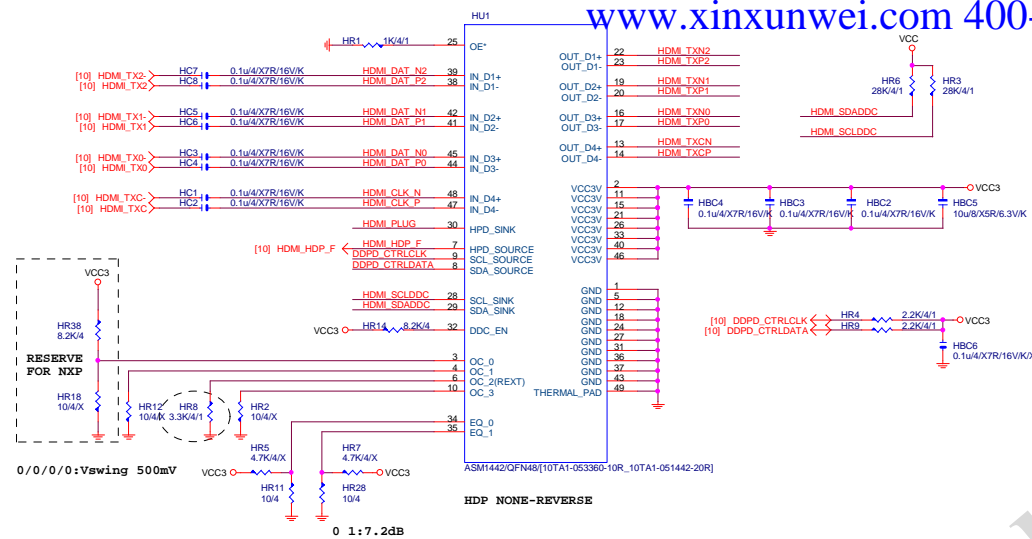 www.xinxunwei.com 400-
HU1
HR1 1K/4/1 25 OE*
[10] HDMI_TX2- HC7 0.1u/4/X7R/16V/K HDMI_DAT_N2 39 IN_D1+
[10] HDMI_TX2 HC8 0.1u/4/X7R/16V/K HDMI_DAT_P2 38 IN_D1-
[10] HDMI_TX1- HC5 0.1u/4/X7R/16V/K HDMI_DAT_N1 42 IN_D2+
[10] HDMI_TX1 HC6 0.1u/4/X7R/16V/K HDMI_DAT_P1 41 IN_D2-
[10] HDMI_TX0- HC3 0.1u/4/X7R/16V/K HDMI_DAT_N0 45 IN_D3+
[10] HDMI_TX0 HC4 0.1u/4/X7R/16V/K HDMI_DAT_P0 44 IN_D3-
[10] HDMI_TXC- HC1 0.1u/4/X7R/16V/K HDMI_CLK_N 48 IN_D4+
[10] HDMI_TXC HC2 0.1u/4/X7R/16V/K HDMI_CLK_P 47 IN_D4-
HDMI_PLUG 30 HPD_SINK
[10] HDMI_HDP_F HDMI_HDP_F 7 HPD_SOURCE
DDPD_CTRLCLK 9 SCL_SOURCE
DDPD_CTRLDATA 8 SDA_SOURCE
HDMI_SCLDDC 28 SCL_SINK
HDMI_SDADDC 29 SDA_SINK
VCC3 HR14 8.2K/4 32 DDC_EN
3 OC_0
4 OC_1
6 OC_2(REXT)
10 OC_3
34 EQ_0
35 EQ_1
OUT_D1+ 22 HDMI_TXN2
OUT_D1- 23 HDMI_TXP2
OUT_D2+ 19 HDMI_TXN1
OUT_D2- 20 HDMI_TXP1
OUT_D3+ 16 HDMI_TXN0
OUT_D3- 17 HDMI_TXP0
OUT_D4+ 13 HDMI_TXCN
OUT_D4- 14 HDMI_TXCP
VCC3V 2
VCC3V 11
VCC3V 15
VCC3V 21
VCC3V 26
VCC3V 33
VCC3V 40
VCC3V 46
GND 1
GND 5
GND 12
GND 18
GND 24
GND 27
GND 31
GND 36
GND 37
GND 43
THERMAL_PAD 49
VCC
HR6 28K/4/1
HR3 28K/4/1
HDMI_SDADDC
HDMI_SCLDDC
VCC3
HBC4 0.1u/4/X7R/16V/K
HBC3 0.1u/4/X7R/16V/K
HBC2 0.1u/4/X7R/16V/K
HBC5 10u/8/X5R/6.3V/K
[10] DDPD_CTRLCLK HR4 2.2K/4/1 VCC3
[10] DDPD_CTRLDATA HR9 2.2K/4/1
HBC6 0.1u/4/X7R/16V/K/X
VCC3
HR38 8.2K/4
RESERVE
FOR NXP
HR18 10/4/X
HR12 10/4/X
HR8 3.3K/4/1
HR2 10/4/X
0/0/0/0:Vswing 500mV
VCC3 HR5 4.7K/4/X
HR7 4.7K/4/X VCC3
HR11 10/4
HR28 10/4
0 1:7.2dB
ASM1442/QFN48/[10TA1-053360-10R_10TA1-051442-20R]
HDP NONE-REVERSE